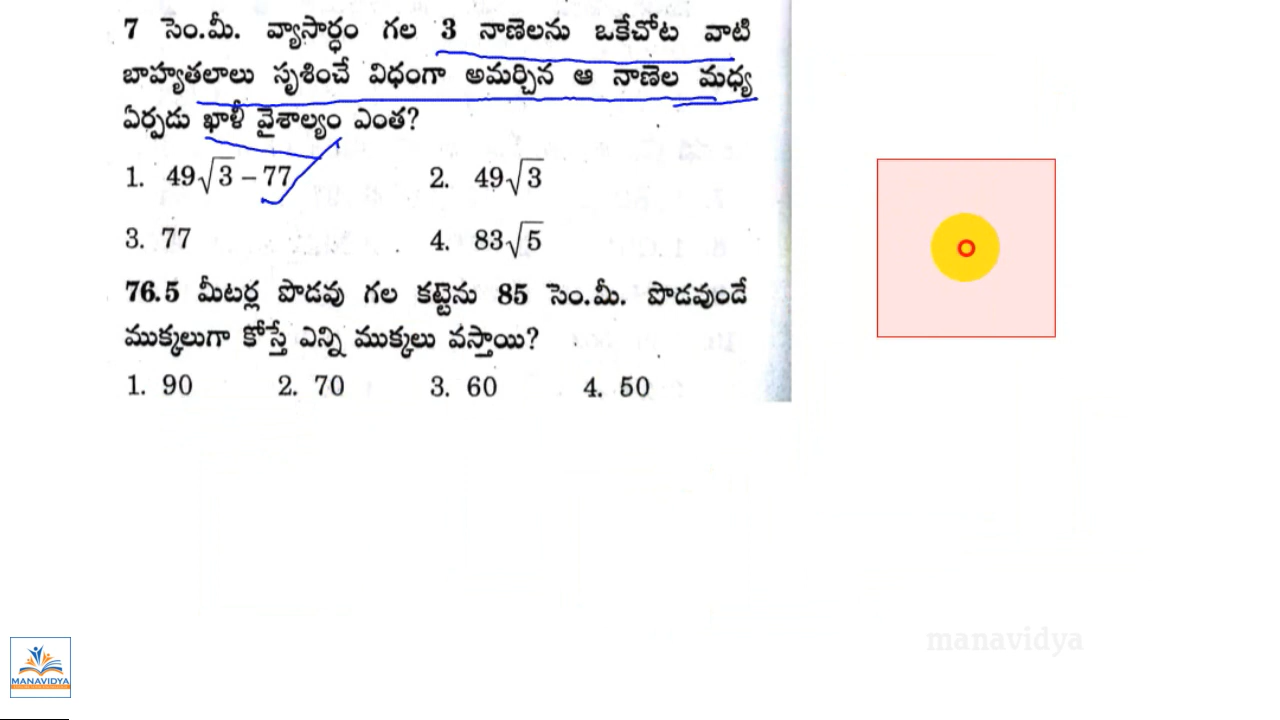 7 సెం.మీ. వ్యాసార్ధం గల 3 నాణెలను ఒకేచోట వాటి
బాహ్యతలాలు సృశించే విధంగా అమర్చిన ఆ నాణెల మధ్య
ఏర్పడు ఖాళీ వైశాల్యం ఎంత?
1. 49√3 – 77 2. 49√3
3. 77 4. 83√5
76.5 మీటర్ల పొడవు గల కట్టెను 85 సెం.మీ. పొడవుండే
ముక్కలుగా కోస్తే ఎన్ని ముక్కలు వస్తాయి?
1. 90 2. 70 3. 60 4. 50
manavidya
MANAVIDYA